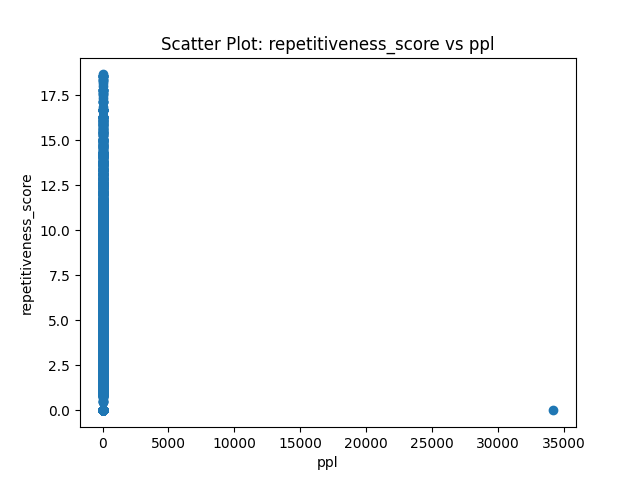 Scatter Plot: repetitiveness_score vs ppl
17.5
15.0
12.5
10.0
7.5
5.0
2.5
0.0
repetitiveness_score
0 5000 10000 15000 20000 25000 30000 35000
ppl